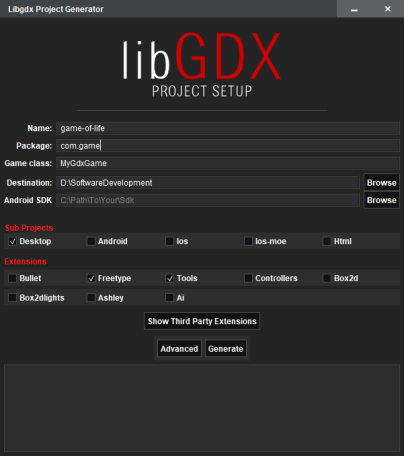 Libgdx Project Generator
libGDX
PROJECT SETUP
Name: game-of-life
Package: com.game
Game class: MyGdxGame
Destination: D:\SoftwareDevelopment Browse
Android SDK C:\Path\To\Your\Sdk Browse
Sub Projects
Desktop Android Ios Ios-moe Html
Extensions
Bullet Freetype Tools Controllers Box2d
Box2dlights Ashley Ai
Show Third Party Extensions
Advanced Generate